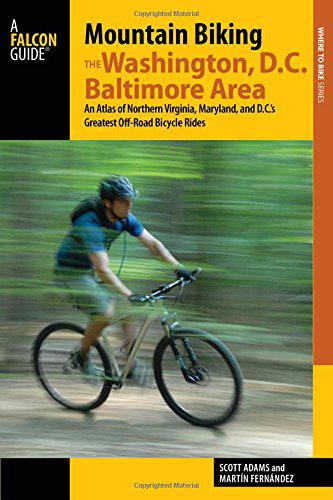 A
FALCON
GUIDE®
Mountain Biking
THE Washington, D.C.
Baltimore Area
An Atlas of Northern Virginia, Maryland, and D.C.'s
Greatest Off-Road Bicycle Rides
WHERE TO BIKE SERIES
SCOTT ADAMS AND
MARTÍN FERNÁNDEZ